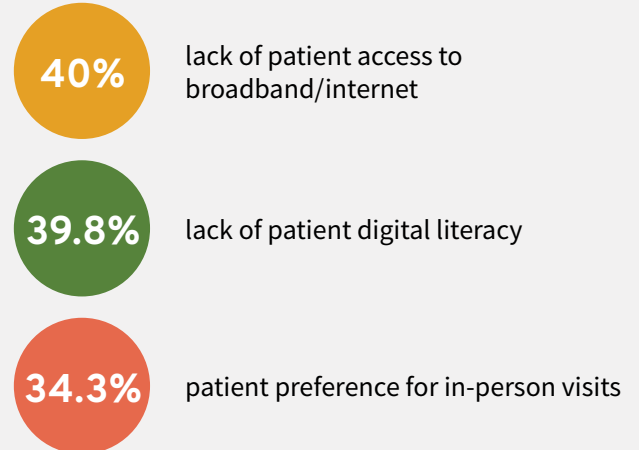 40%
lack of patient access to
broadband/internet
39.8%
lack of patient digital literacy
34.3%
patient preference for in-person visits